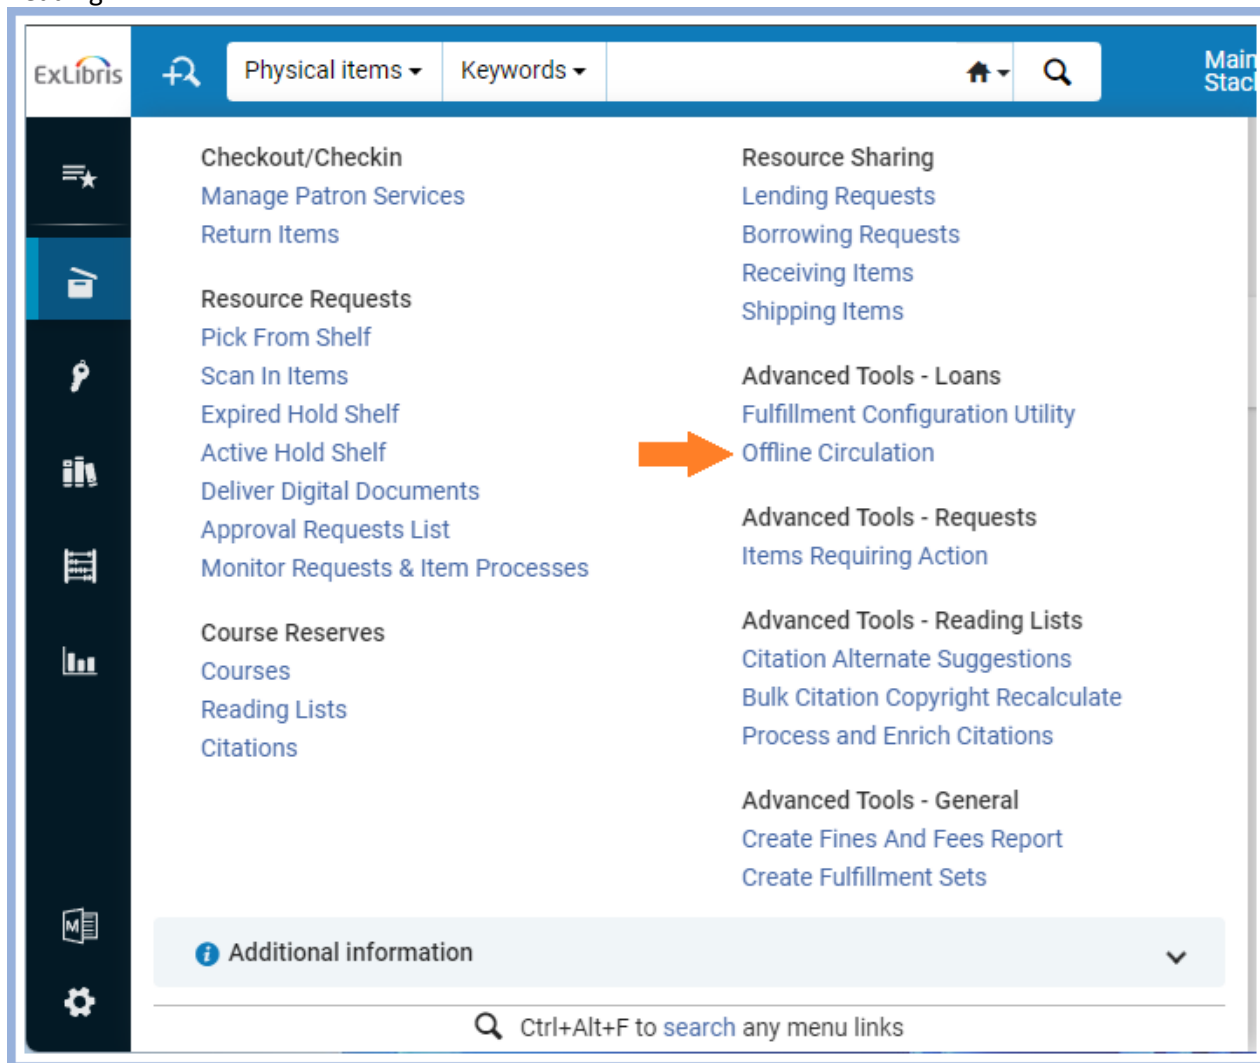 ExLibris
Physical items
Keywords
Main
Checkout/Checkin
Manage Patron Services
Return Items
Resource Requests
Pick From Shelf
Scan In Items
Expired Hold Shelf
Active Hold Shelf
Deliver Digital Documents
Approval Requests List
Monitor Requests & Item Processes
Course Reserves
Courses
Reading Lists
Citations
Resource Sharing
Lending Requests
Borrowing Requests
Receiving Items
Shipping Items
Advanced Tools - Loans
Fulfillment Configuration Utility
Offline Circulation
Advanced Tools - Requests
Items Requiring Action
Advanced Tools - Reading Lists
Citation Alternate Suggestions
Bulk Citation Copyright Recalculate
Process and Enrich Citations
Advanced Tools - General
Create Fines And Fees Report
Create Fulfillment Sets
Additional information
Ctrl+Alt+F to search any menu links